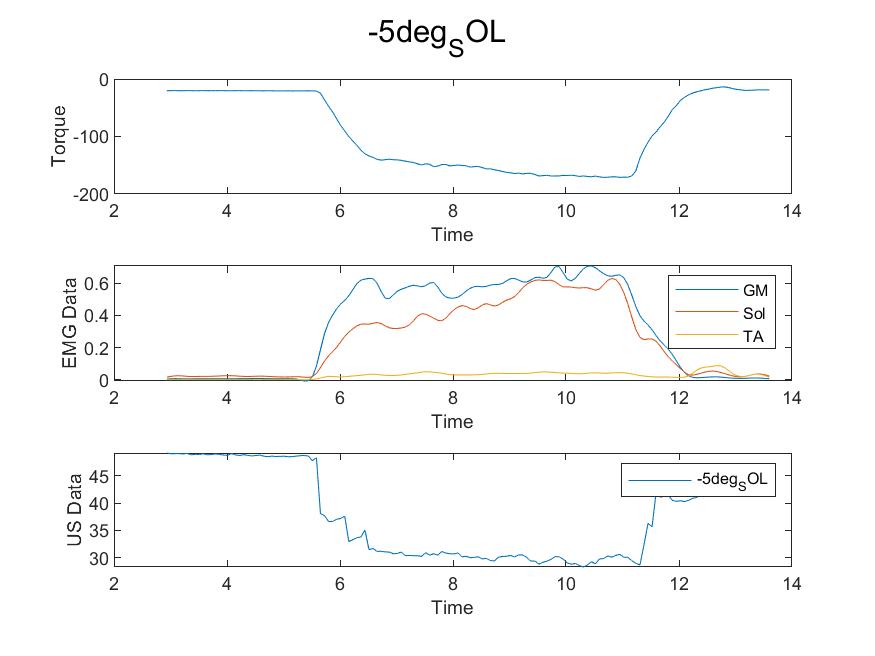 -5deg_SOL
0
-100
-200
Torque
2 4 6 8 10 12 14
Time
0.6
0.4
0.2
0
EMG Data
GM
Sol
TA
2 4 6 8 10 12 14
Time
45
40
35
30
US Data
-5deg_SOL
2 4 6 8 10 12 14
Time